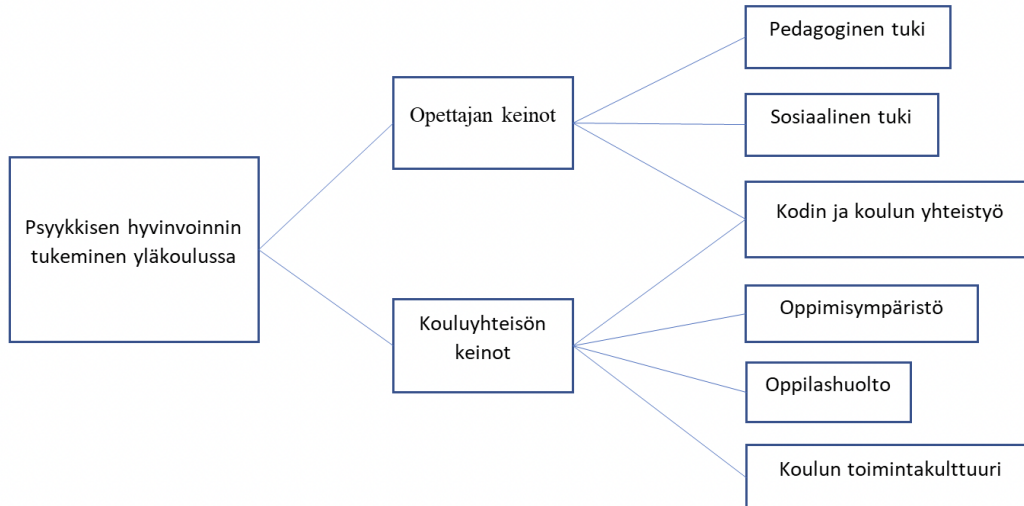 Psyykkisen hyvinvoinnin
tukeminen yläkoulussa
Opettajan keinot
Kouluyhteisön
keinot
Pedagoginen tuki
Sosiaalinen tuki
Kodin ja koulun yhteistyö
Oppimisympäristö
Oppilashuolto
Koulun toimintakulttuuri